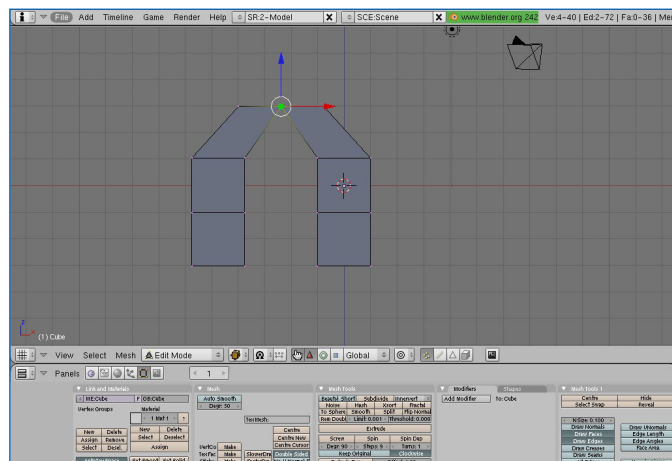 File Add Timeline Game Render Help SR:2-Model SCE:Scene www.blender.org 242 Ve:4-40 | Ed:2-72 | Fa:0-36 | Me
z
x
(1) Cube
View Select Mesh Edit Mode Global
Panels 1
Link and Materials
ME:Cube F OB:Cube
Vertex Groups Material
1 Mat 1 ?
New Delete New Delete
Assign Remove Select Deselect
Select Desel. Assign
Mesh
Auto Smooth
Degr: 30
TexMesh:
Centre
Centre New
Centre Cursor
Make
TexFac Make SlowerDra Double Sided
Mesh Tools
Beauty Short Subdivide Innervert
Noise Hash Xsort Fractal
To Sphere Smooth Split Flip Normal
Rem Doubl Limit: 0.001 Threshold: 0.000
Extrude
Screw Spin Spin Dup
Degr: 90 Steps: 9 Turns: 1
Keep Original Clockwise
Modifiers Shapes
Add Modifier To: Cube
Mesh Tools 1
Centre Hide
Select Swap Reveal
NSize: 0.100
Draw Normals Draw VNormals
Draw Faces Edge Length
Draw Edges Edge Angles
Draw Creases Face Area
Draw Seams